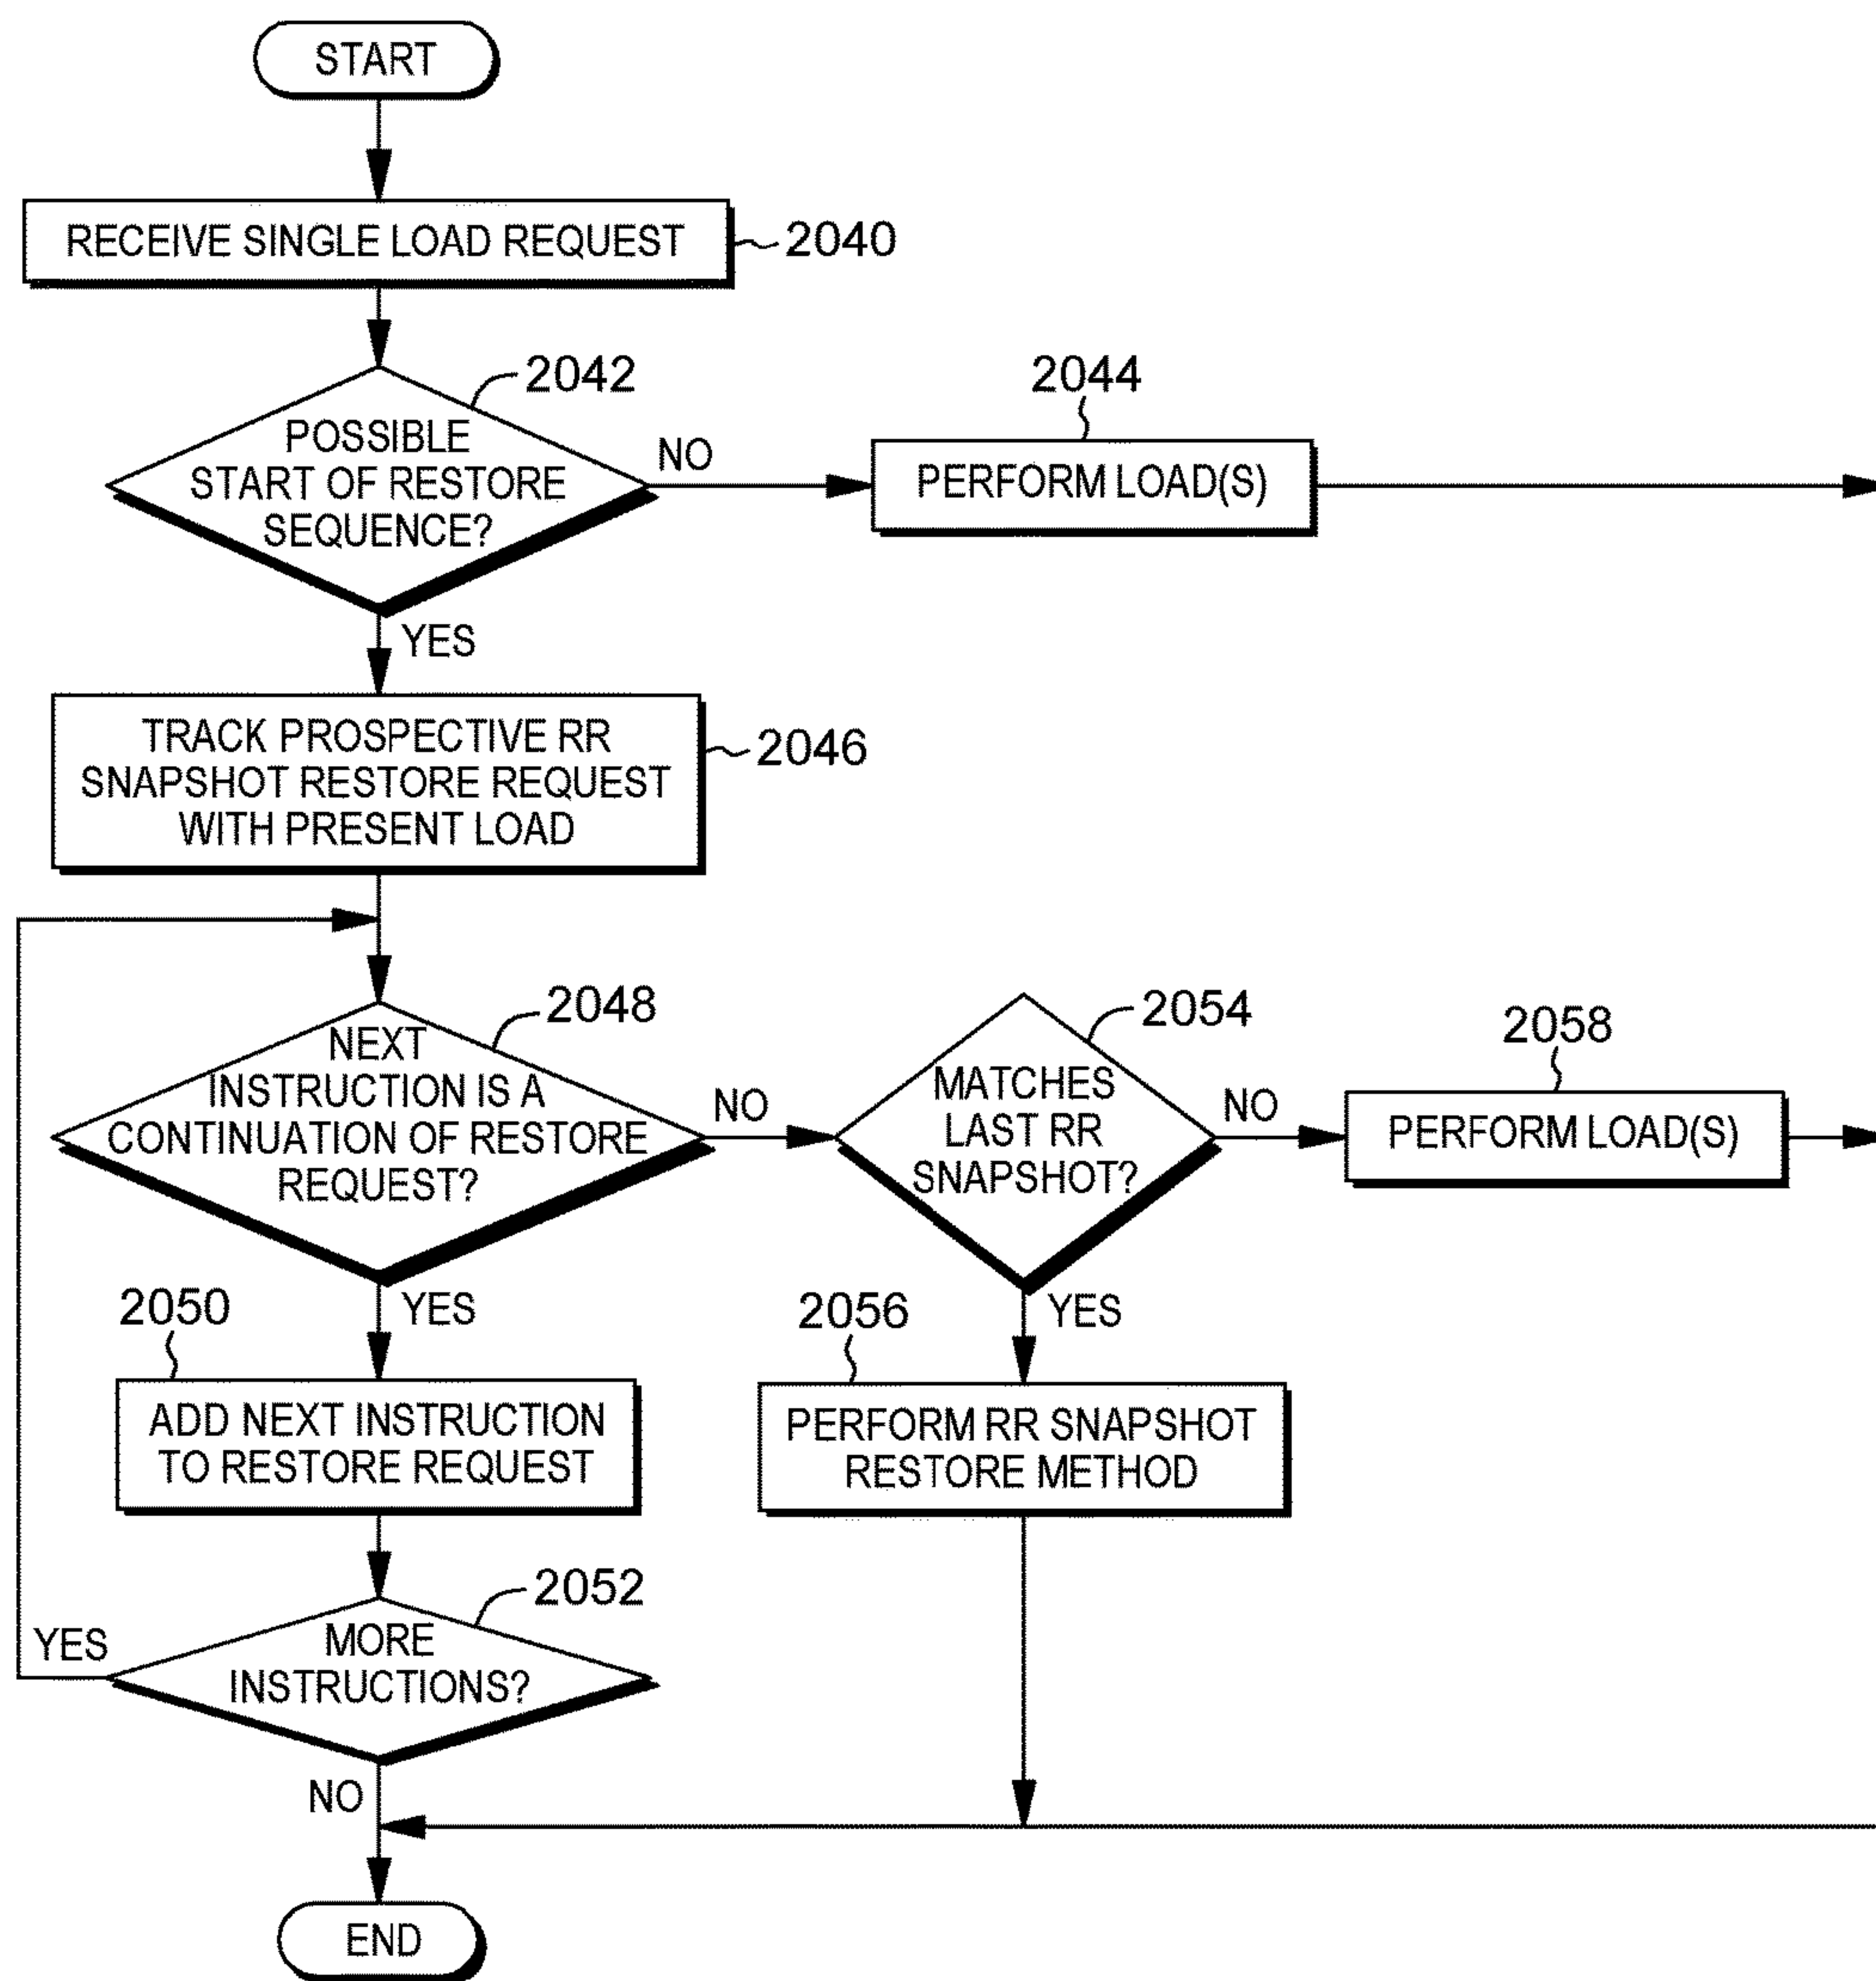 START
RECEIVE SINGLE LOAD REQUEST
2040
2042
POSSIBLE
START OF RESTORE
SEQUENCE?
NO
2044
PERFORM LOAD(S)
YES
TRACK PROSPECTIVE RR
SNAPSHOT RESTORE REQUEST
WITH PRESENT LOAD
2046
2048
NEXT
INSTRUCTION IS A
CONTINUATION OF RESTORE
REQUEST?
NO
2054
MATCHES
LAST RR
SNAPSHOT?
NO
2058
PERFORM LOAD(S)
YES
2050
ADD NEXT INSTRUCTION
TO RESTORE REQUEST
YES
2056
PERFORM RR SNAPSHOT
RESTORE METHOD
2052
MORE
INSTRUCTIONS?
YES
NO
END